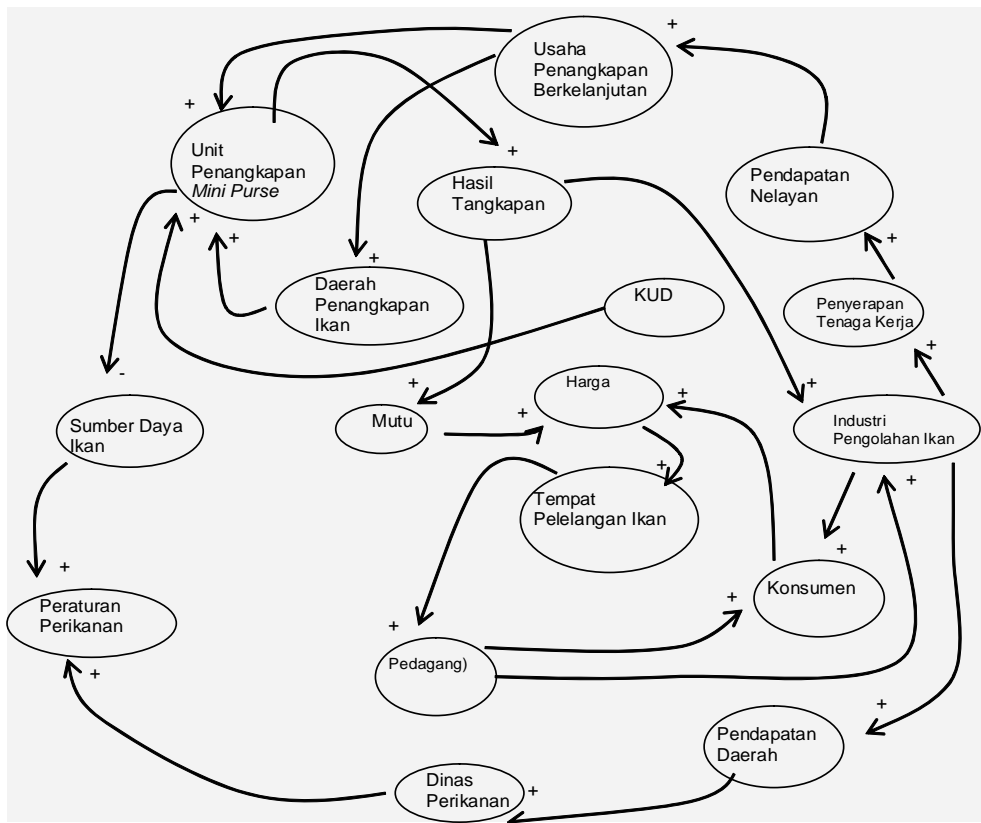 +
Usaha
Penangkapan
Berkelanjutan
+
Unit
Penangkapan
Mini Purse
+
Hasil
Tangkapan
Pendapatan
Nelayan
+
+
+
+
Daerah
Penangkapan
Ikan
KUD
Penyerapan
Tenaga Kerja
+
-
+
Harga
+
+
Sumber Daya
Ikan
Mutu
+
Industri
Pengolahan Ikan
+
+
Tempat
Pelelangan Ikan
+
+
Konsumen
+
Peraturan
Perikanan
+
+
Pedagang)
+
+
Pendapatan
Daerah
Dinas
Perikanan
+